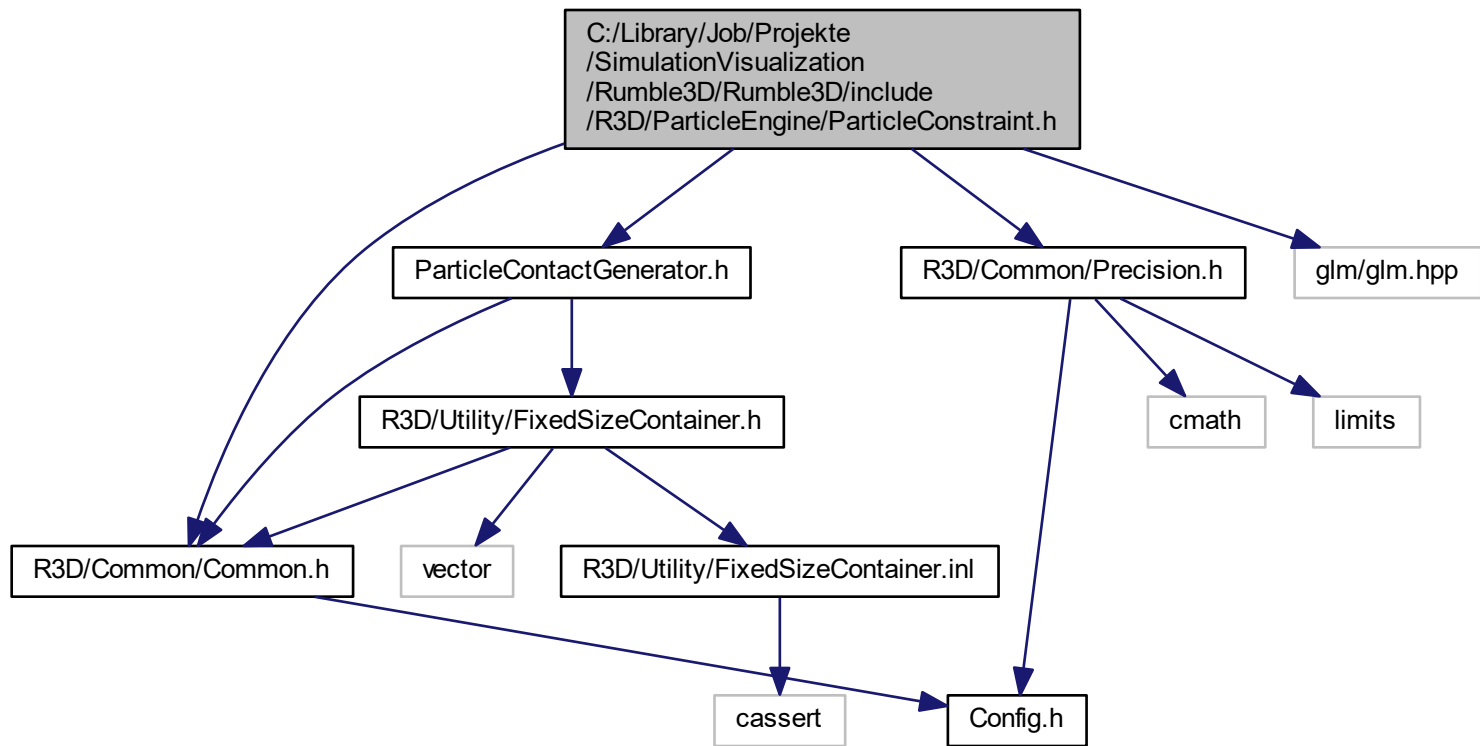 C:/Library/Job/Projekte
/SimulationVisualization
/Rumble3D/Rumble3D/include
/R3D/ParticleEngine/ParticleConstraint.h
ParticleContactGenerator.h
R3D/Common/Precision.h
glm/glm.hpp
R3D/Utility/FixedSizeContainer.h
cmath
limits
R3D/Common/Common.h
vector
R3D/Utility/FixedSizeContainer.inl
cassert
Config.h